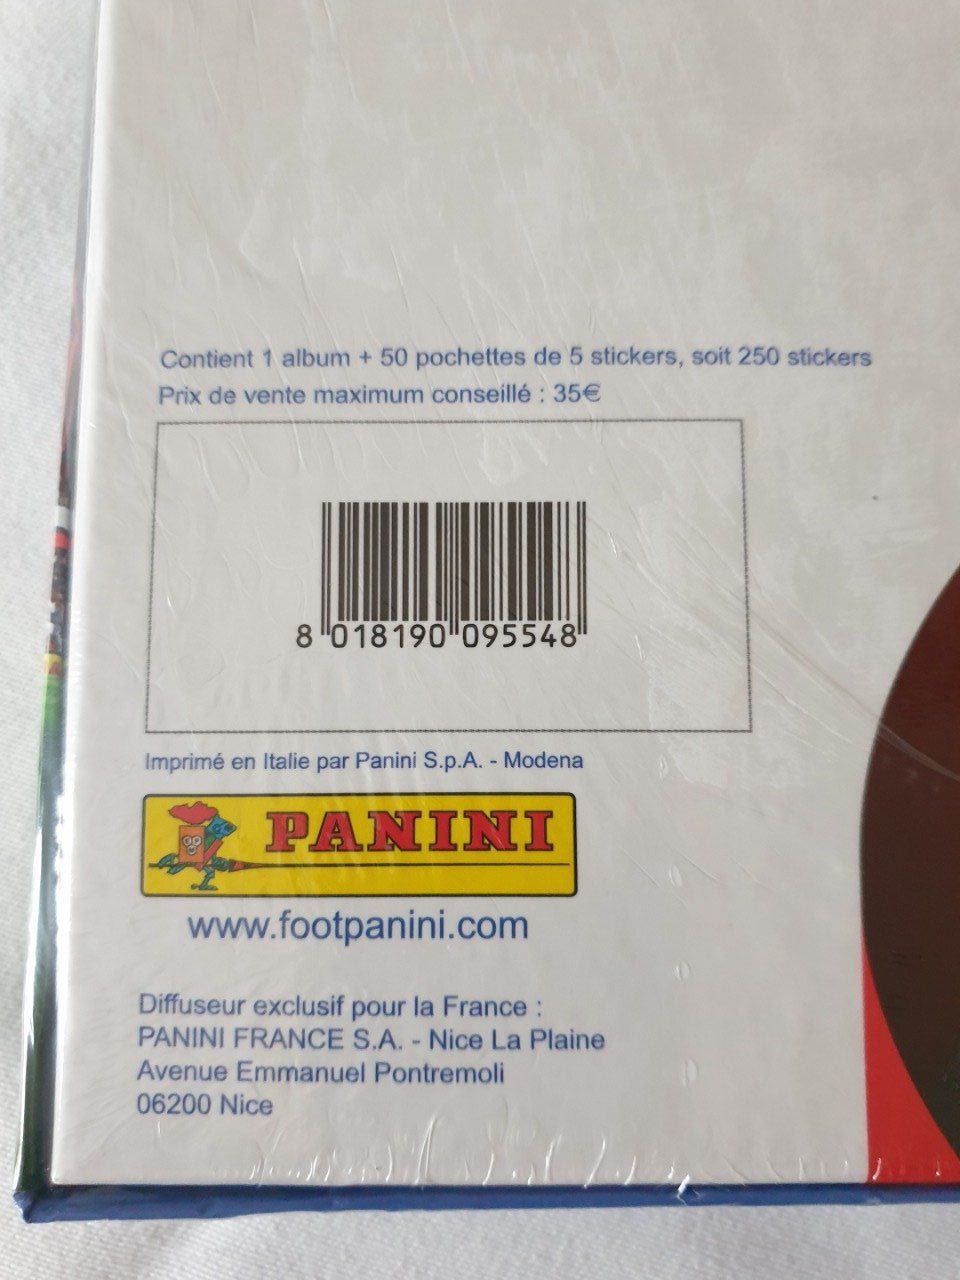 Contient 1 album + 50 pochettes de 5 stickers, soit 250 stickers
Prix de vente maximum conseillé : 35€
8 018190 095548
Imprimé en Italie par Panini S.p.A. - Modena
PANINI
www.footpanini.com
Diffuseur exclusif pour la France :
PANINI FRANCE S.A. - Nice La Plaine
Avenue Emmanuel Pontremoli
06200 Nice